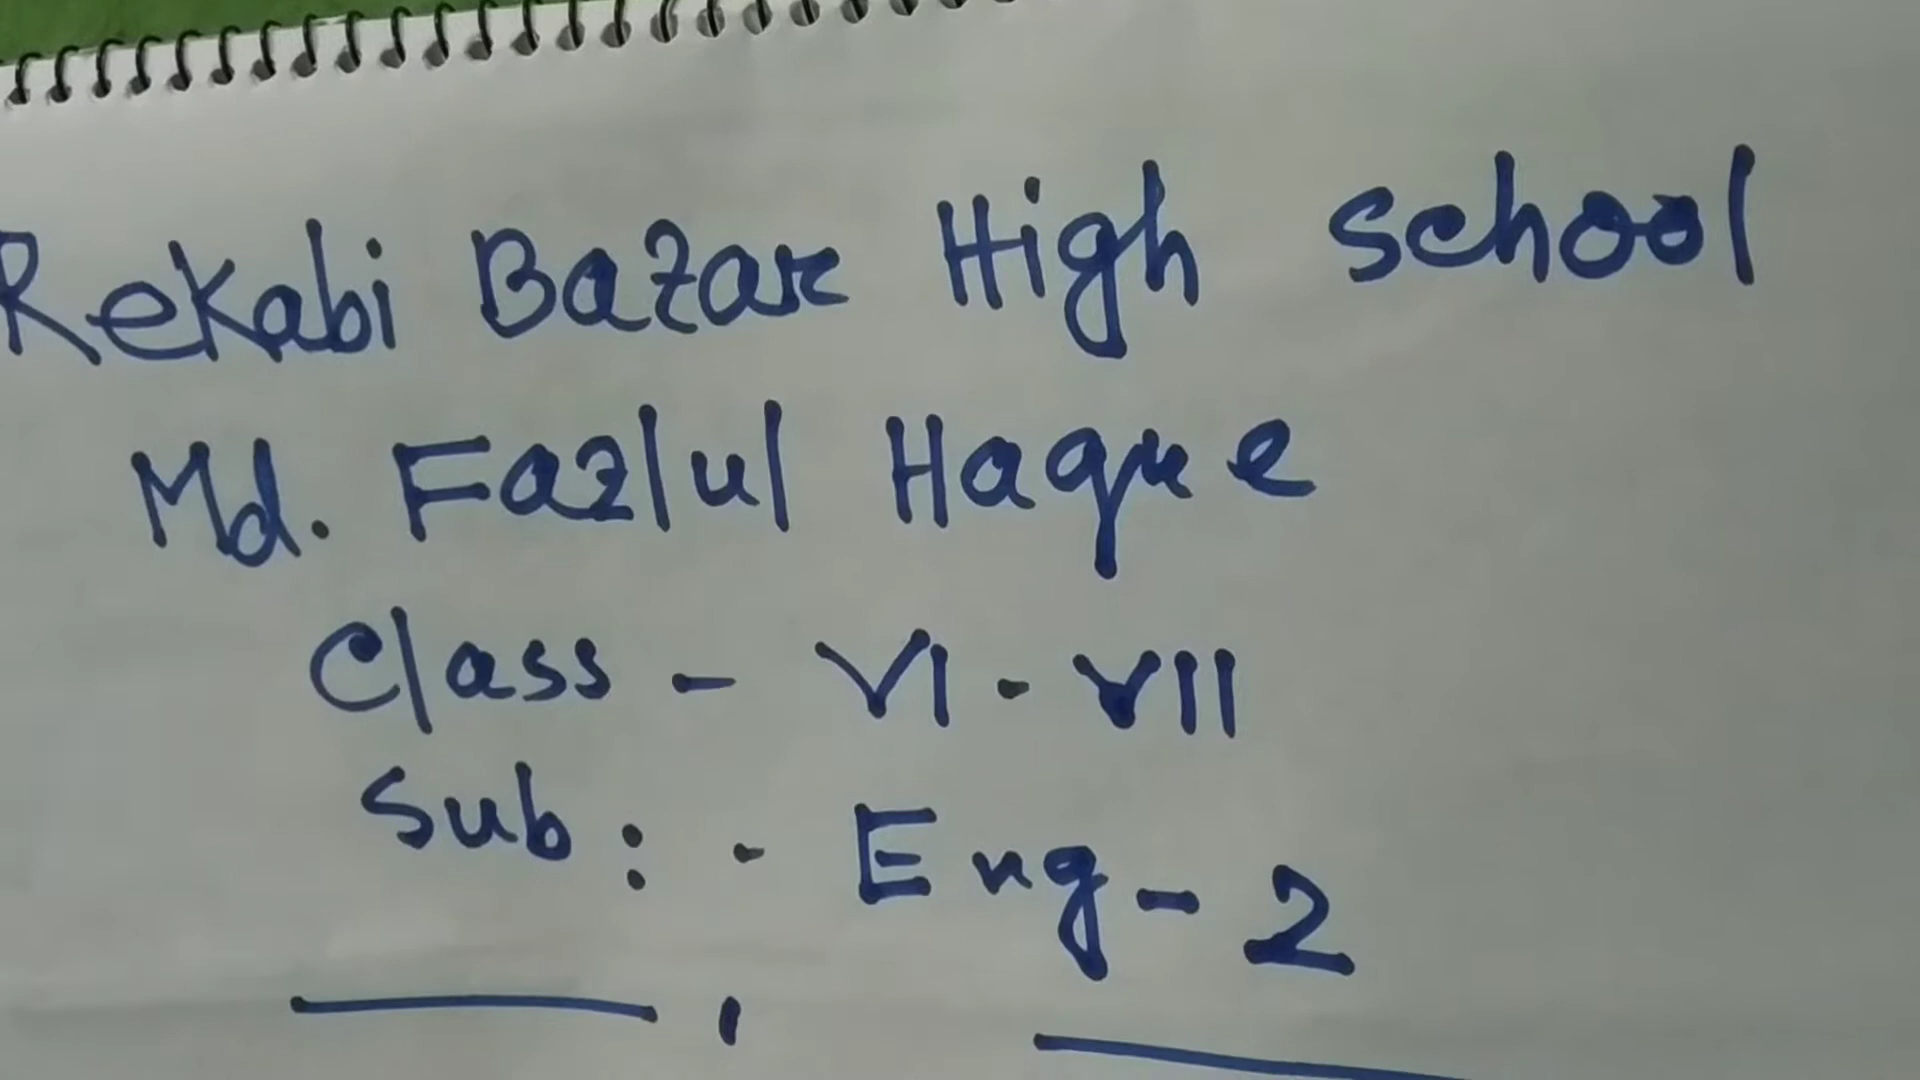 Rekabi Bazar High school
Md. Fazlul Haque
Class - VI - VII
Sub : - Eng - 2